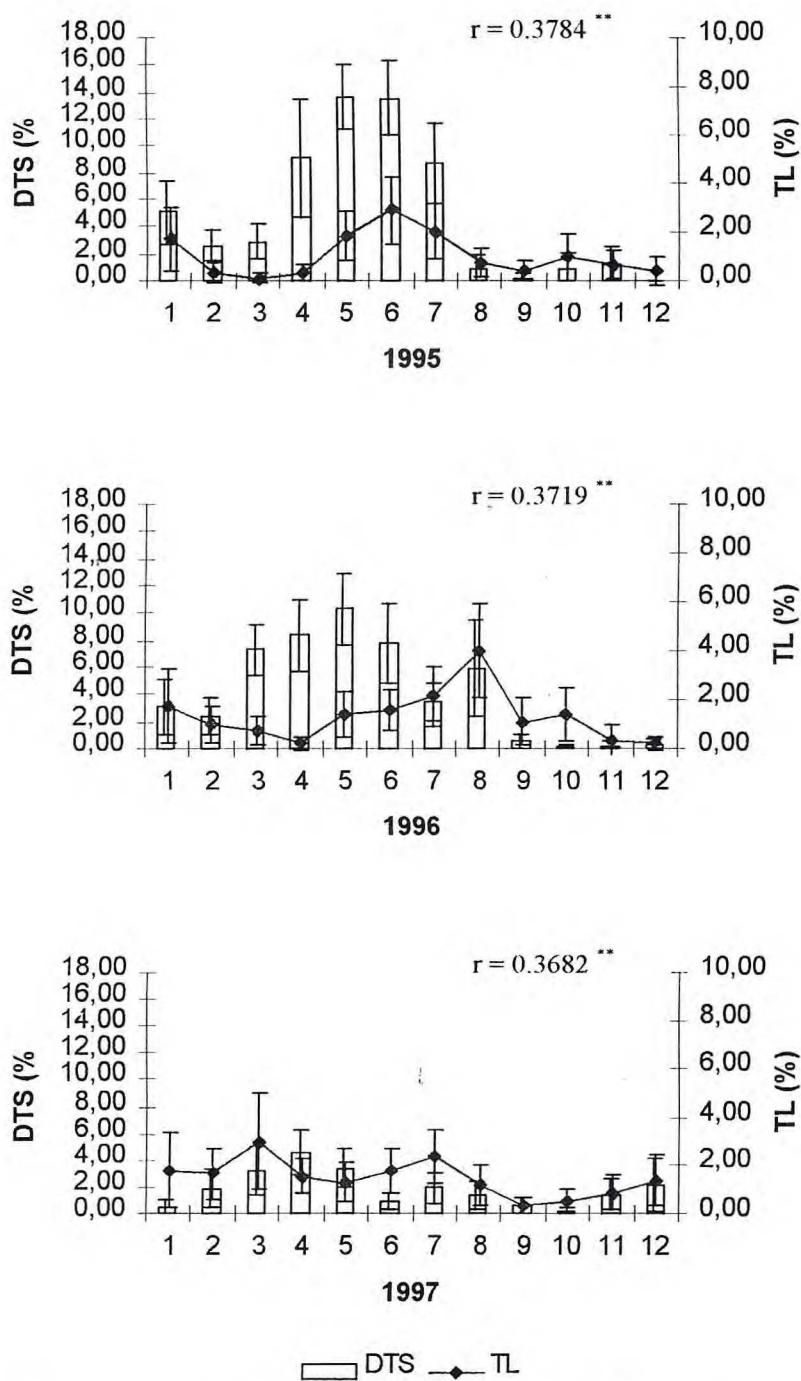 r = 0.3784 **
18,00 10,00
16,00
14,00 8,00
12,00
10,00 6,00
8,00
6,00 4,00
4,00 2,00
2,00
0,00 0,00
DTS (%
TL (%)
1 2 3 4 5 6 7 8 9 10 11 12
1995
r = 0.3719 **
18,00 10,00
16,00
14,00 8,00
12,00
10,00 6,00
8,00
6,00 4,00
4,00 2,00
2,00
0,00 0,00
DTS (%
TL (%)
1 2 3 4 5 6 7 8 9 10 11 12
1996
r = 0.3682 **
18,00 10,00
16,00
14,00 8,00
12,00
10,00 6,00
8,00
6,00 4,00
4,00 2,00
2,00
0,00 0,00
DTS (%
TL (%)
1 2 3 4 5 6 7 8 9 10 11 12
1997
DTS TL